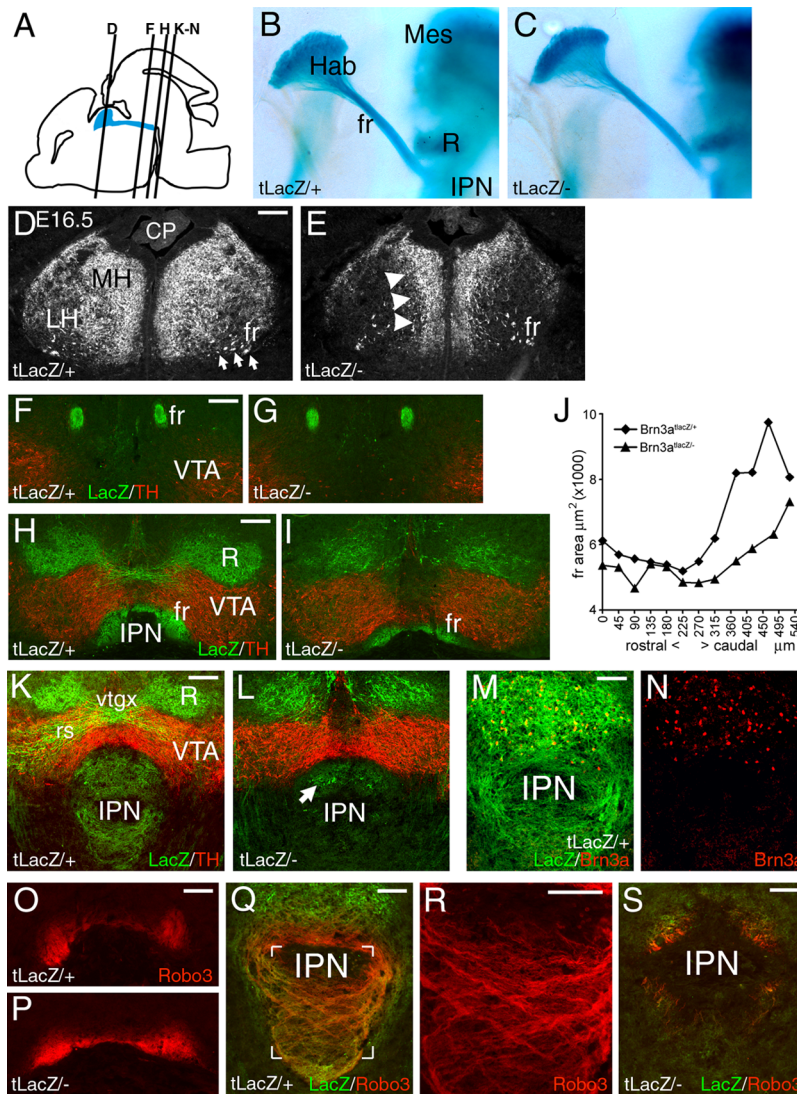 A
D
F
H
K-N
B
Mes
Hab
fr
R
IPN
tLacZ/+
C
tLacZ/-
D
E16.5
CP
MH
LH
fr
tLacZ/+
E
fr
tLacZ/-
F
fr
VTA
tLacZ/+
LacZ/TH
G
tLacZ/-
H
R
VTA
fr
IPN
tLacZ/+
LacZ/TH
I
fr
tLacZ/-
J
10
8
6
4
fr area µm² (x1000)
Brn3a^tlacZ/+
Brn3a^tlacZ/-
0
45
90
135
180
225
270
315
360
405
450
495
540
rostral < > caudal µm
K
vtgx
R
rs
VTA
IPN
tLacZ/+
LacZ/TH
L
IPN
tLacZ/-
M
IPN
tLacZ/+
LacZ/Brn3a
N
Brn3a
O
tLacZ/+
Robo3
P
tLacZ/-
Q
IPN
tLacZ/+
LacZ/Robo3
R
Robo3
S
IPN
tLacZ/-
LacZ/Robo3